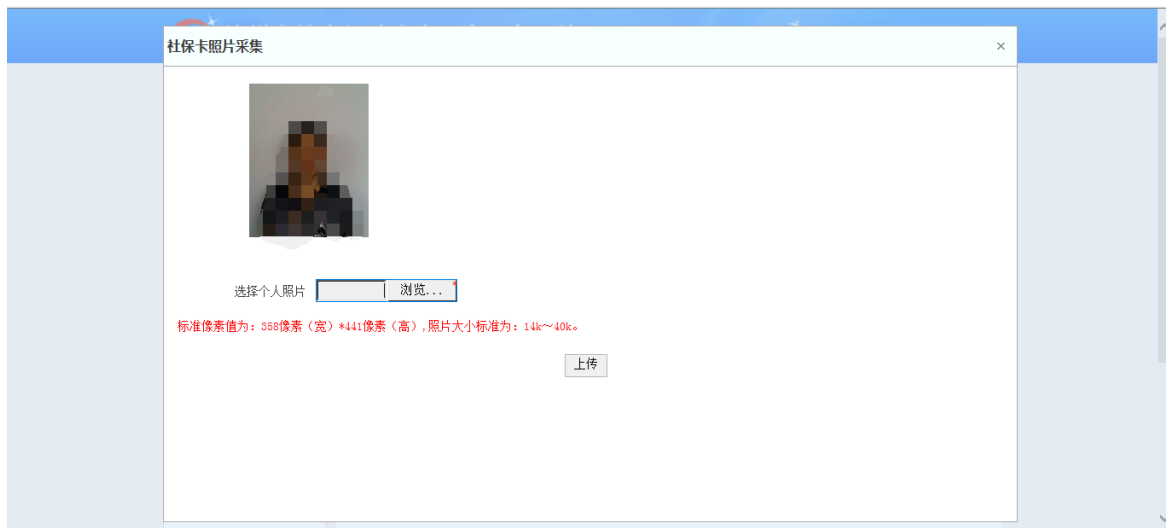 社保卡照片采集
×
选择个人照片 浏览... *
标准像素值为：358像素（宽）*441像素（高）,照片大小标准为：14k～40k。
上传